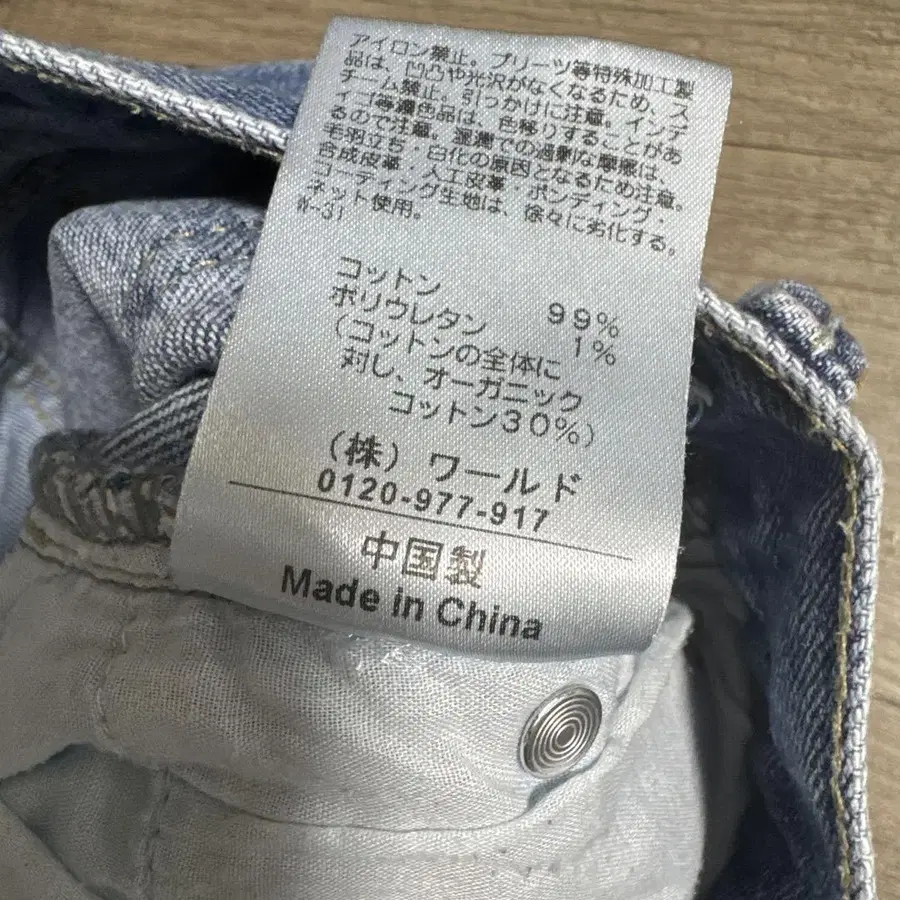 アイロン禁止。プリーツ等特殊加工製
品は、凹凸や光沢がなくなるため、ス
チーム禁止。引っかけに注意。インデ
ィゴ等濃色品は、色移りすることがあ
るので注意。湿潤での過剰な摩擦は、
毛羽立ち・白化の原因となるため注意。
合成皮革・人工皮革・ボンディング・
コーティング生地は、徐々に劣化する。
ネット使用。
W-31
コットン 99%
ポリウレタン 1%
(コットンの全体に
対し、オーガニック
コットン30%)
(株) ワールド
0120-977-917
中国製
Made in China